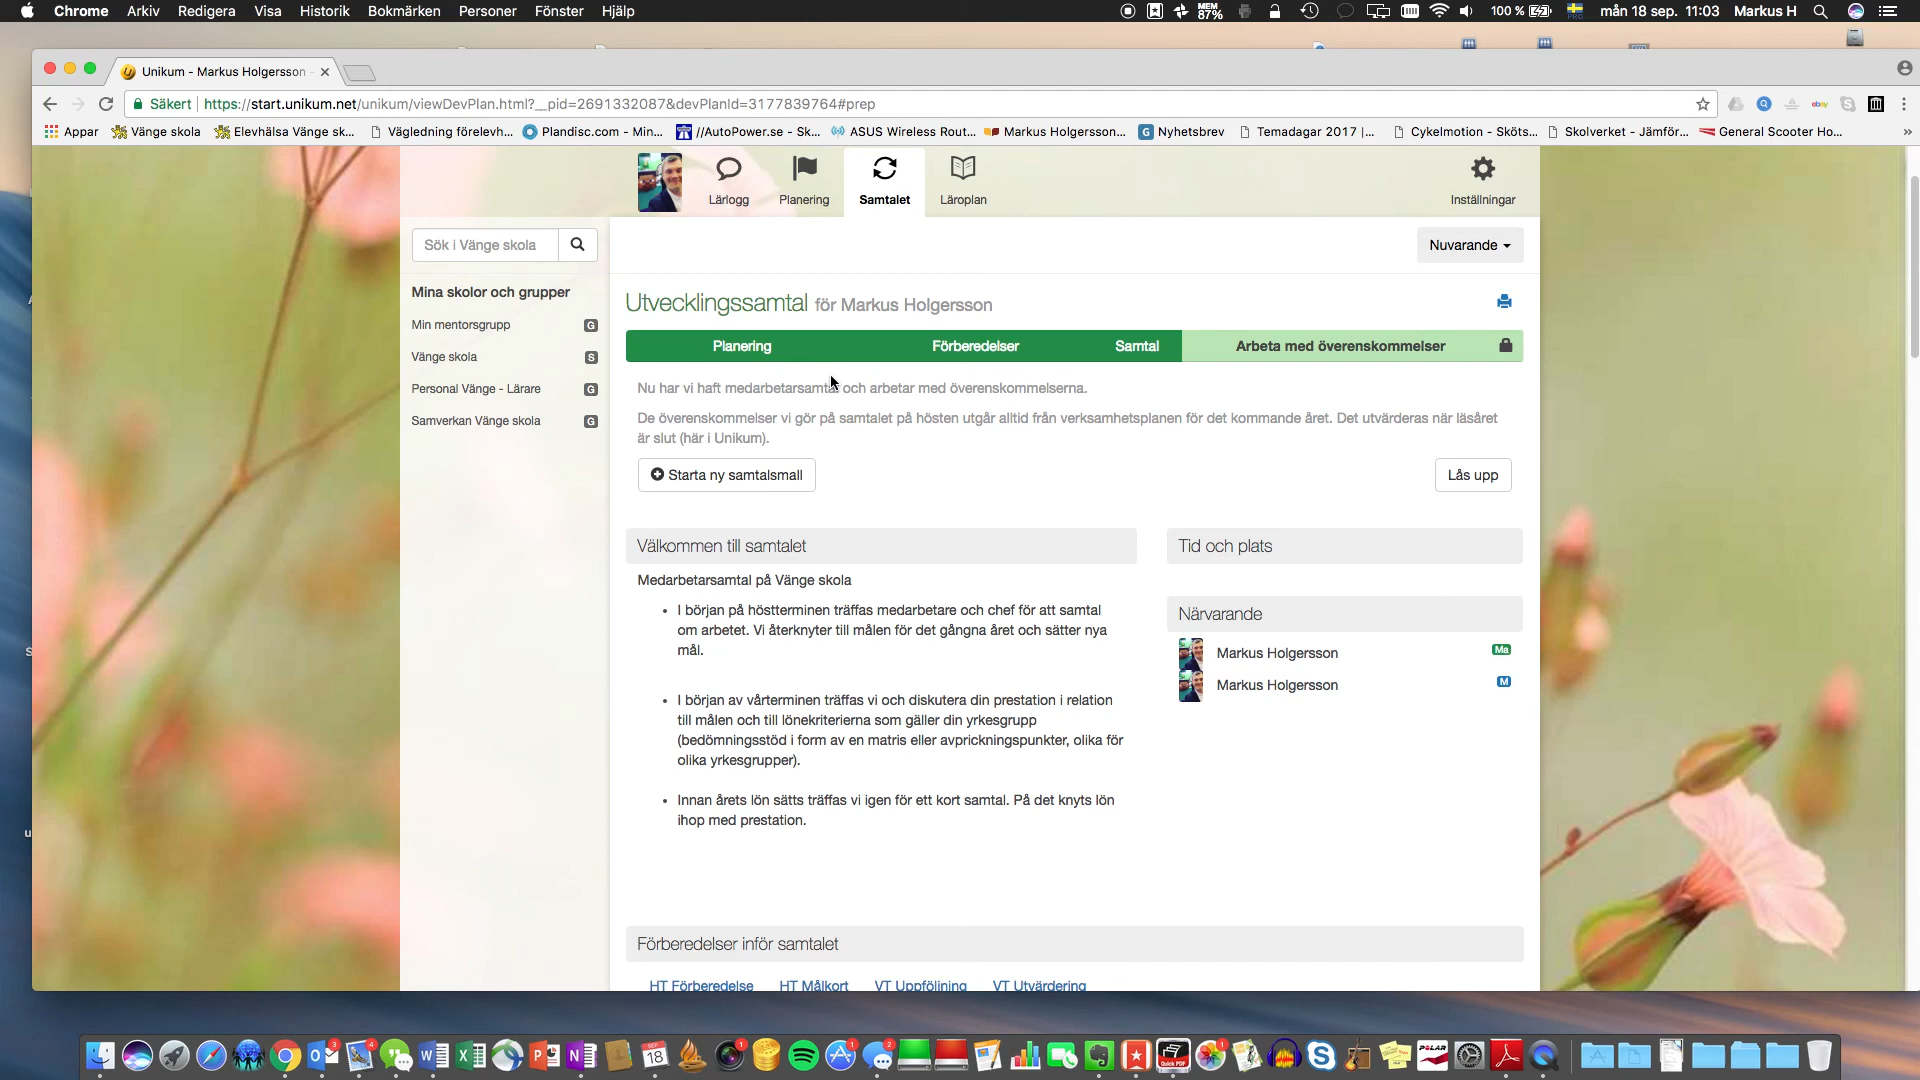 Chrome Arkiv Redigera Visa Historik Bokmärken Personer Fönster Hjälp MEM 87% 100 % PRO mån 18 sep. 11:03 Markus H
Unikum - Markus Holgersson
Säkert https://start.unikum.net/unikum/viewDevPlan.html?__pid=2691332087&devPlanId=3177839764#prep
Appar Vänge skola Elevhälsa Vänge sk... Vägledning förelevh... Plandisc.com - Min... //AutoPower.se - Sk... ASUS Wireless Rout... Markus Holgersson... Nyhetsbrev Temadagar 2017 |... Cykelmotion - Sköts... Skolverket - Jämför... General Scooter Ho... »
Lärlogg Planering Samtalet Läroplan Inställningar
Sök i Vänge skola
Nuvarande
Mina skolor och grupper
Min mentorsgrupp G
Vänge skola S
Personal Vänge - Lärare G
Samverkan Vänge skola G
Utvecklingssamtal för Markus Holgersson
Planering Förberedelser Samtal Arbeta med överenskommelser
Nu har vi haft medarbetarsamtal och arbetar med överenskommelserna.
De överenskommelser vi gör på samtalet på hösten utgår alltid från verksamhetsplanen för det kommande året. Det utvärderas när läsåret
är slut (här i Unikum).
Starta ny samtalsmall
Lås upp
Välkommen till samtalet
Medarbetarsamtal på Vänge skola
• I början på höstterminen träffas medarbetare och chef för att samtal
om arbetet. Vi återknyter till målen för det gångna året och sätter nya
mål.
• I början av vårterminen träffas vi och diskutera din prestation i relation
till målen och till lönekriterierna som gäller din yrkesgrupp
(bedömningsstöd i form av en matris eller avprickningspunkter, olika för
olika yrkesgrupper).
• Innan årets lön sätts träffas vi igen för ett kort samtal. På det knyts lön
ihop med prestation.
Tid och plats
Närvarande
Markus Holgersson Ma
Markus Holgersson M
Förberedelser inför samtalet
HT Förberedelse HT Målkort VT Uppföljning VT Utvärdering